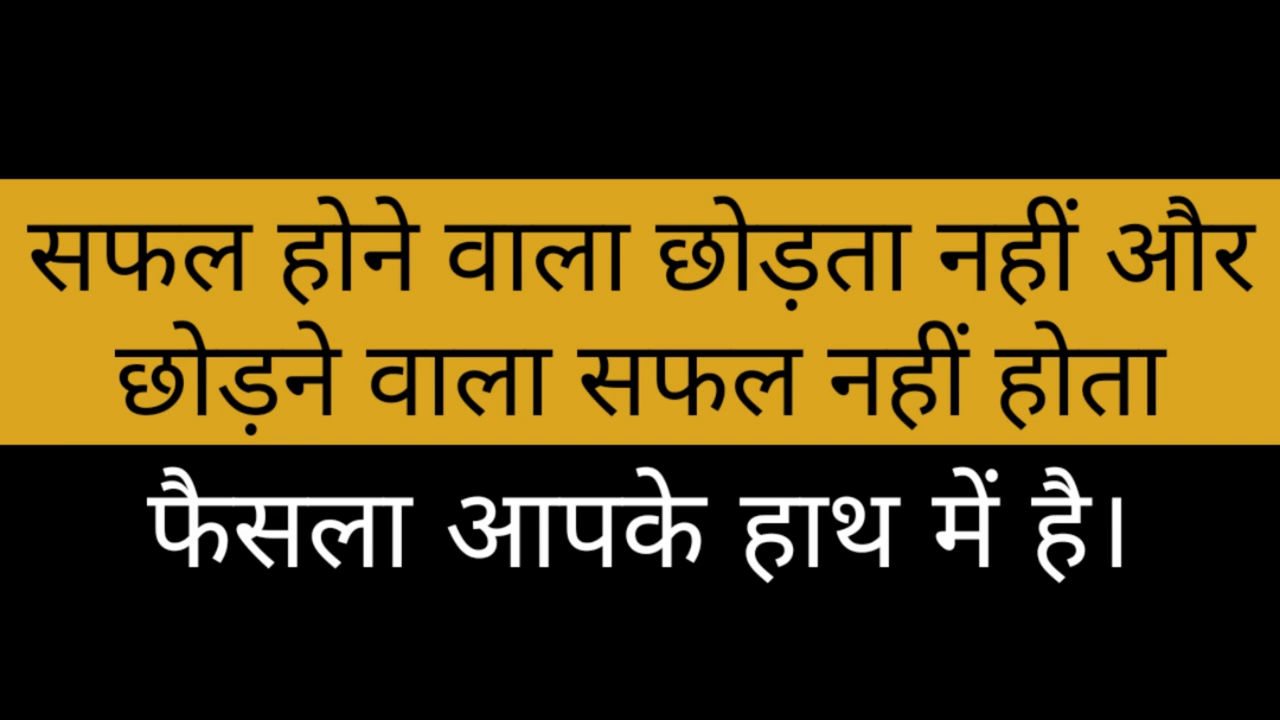 सफल होने वाला छोड़ता नहीं और
छोड़ने वाला सफल नहीं होता
फैसला आपके हाथ में है।